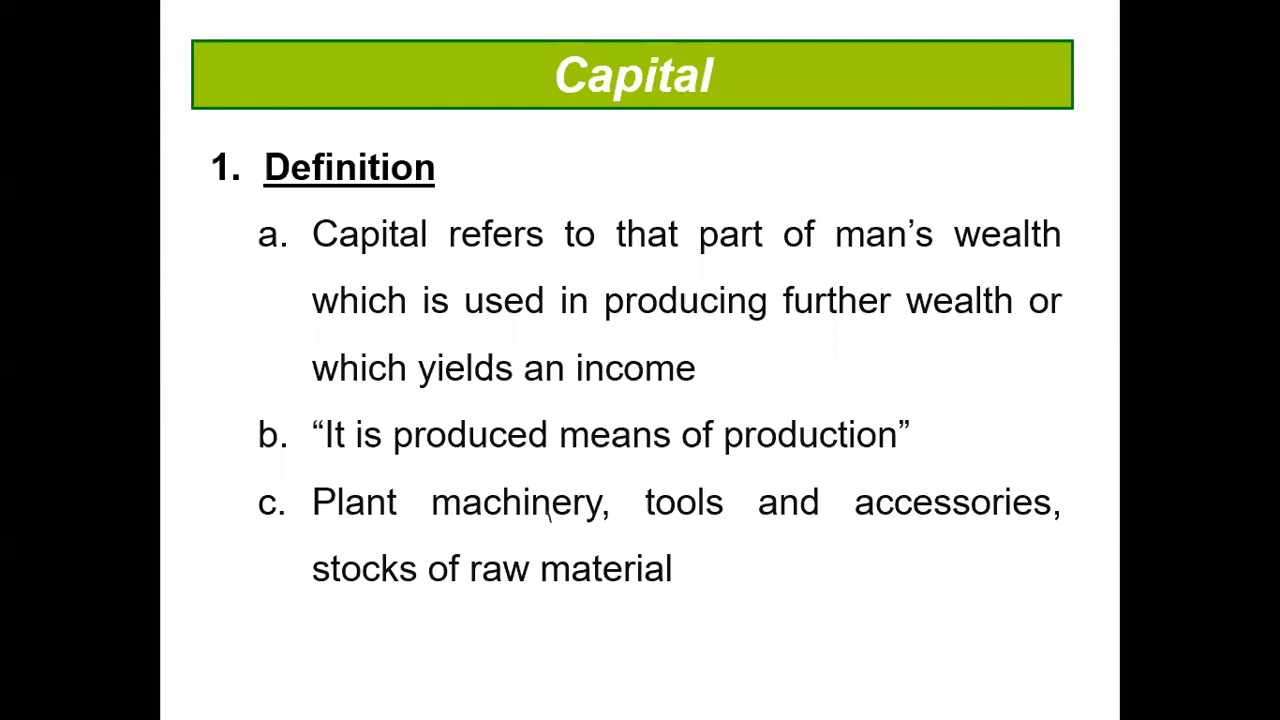 Capital
1. Definition
a. Capital refers to that part of man’s wealth
which is used in producing further wealth or
which yields an income
b. “It is produced means of production”
c. Plant machinery, tools and accessories,
stocks of raw material